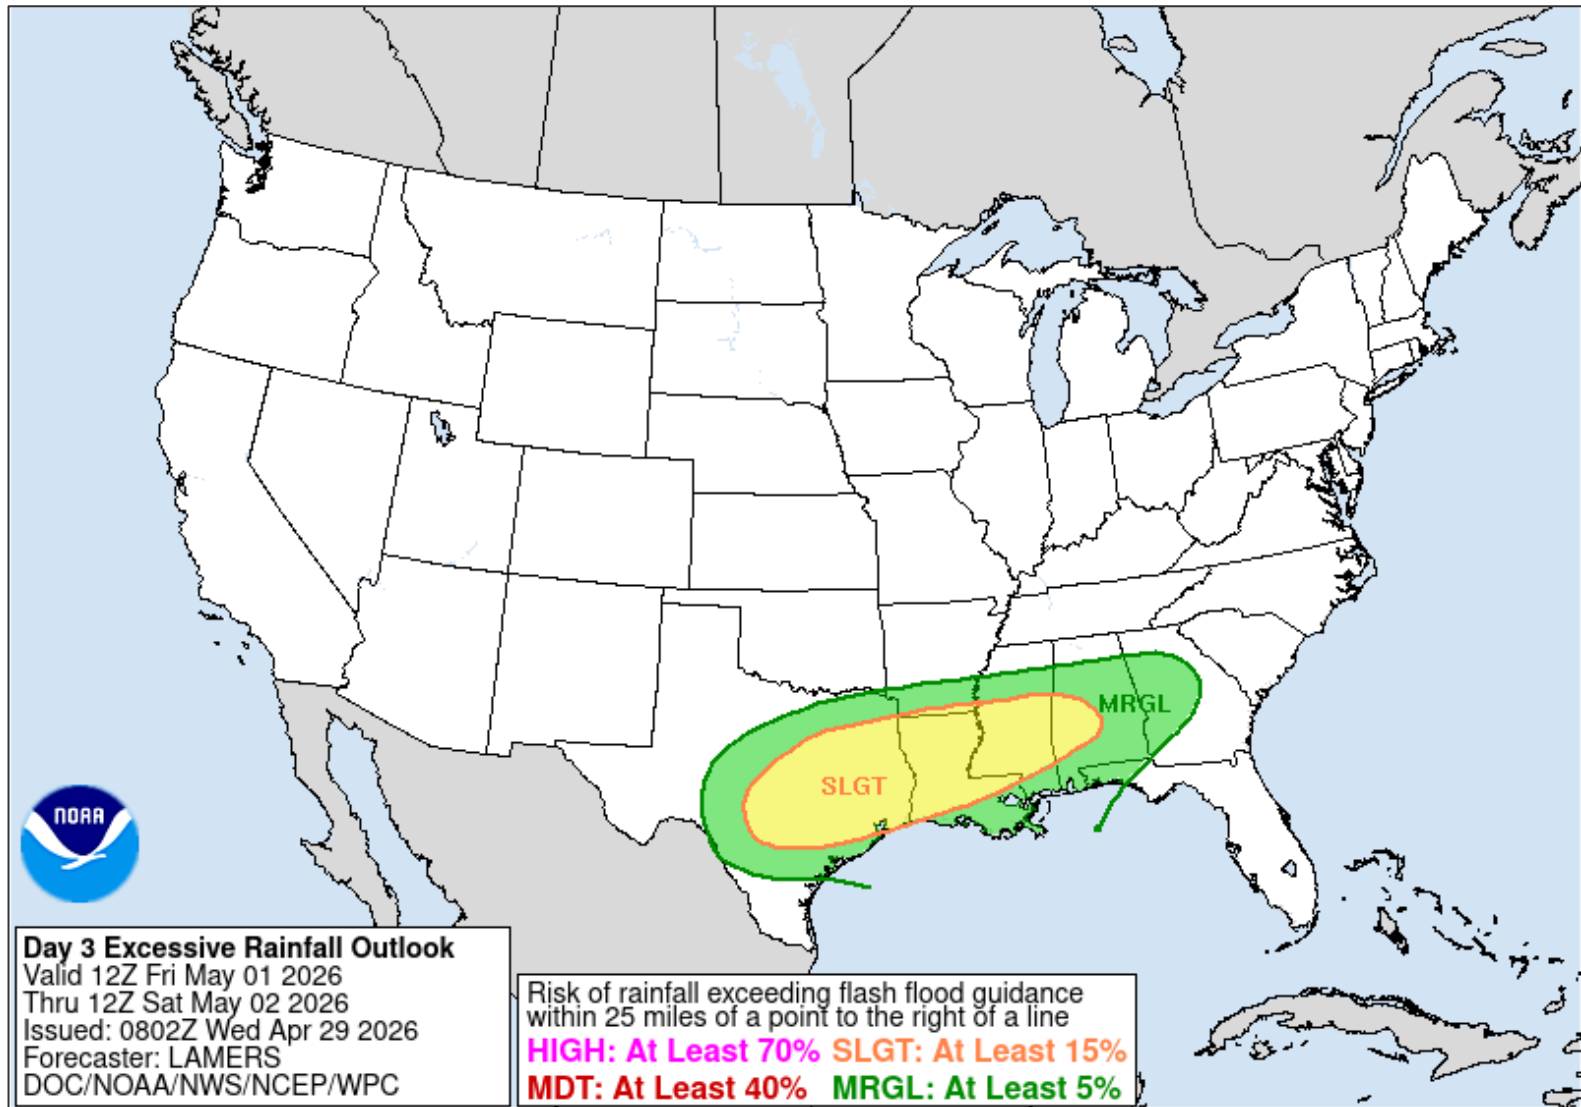 MRGL
SLGT
NOAA
Day 3 Excessive Rainfall Outlook
Valid 12Z Fri May 01 2026
Thru 12Z Sat May 02 2026
Issued: 0802Z Wed Apr 29 2026
Forecaster: LAMERS
DOC/NOAA/NWS/NCEP/WPC
Risk of rainfall exceeding flash flood guidance
within 25 miles of a point to the right of a line
HIGH: At Least 70% SLGT: At Least 15%
MDT: At Least 40% MRGL: At Least 5%